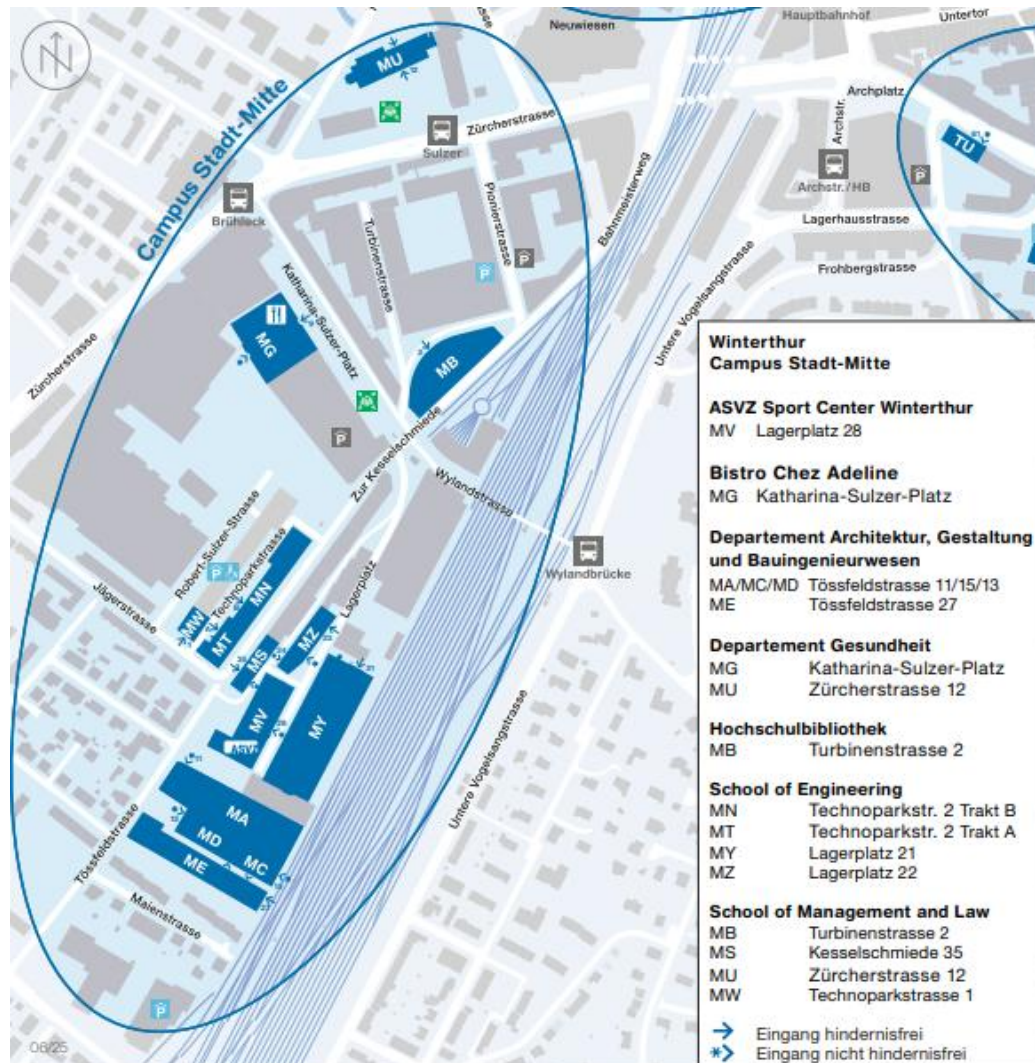 Neuwiesen
Hauptbahnhof
Untertor
N
MU
Campus Stadt-Mitte
Zürcherstrasse
Sulzer
Archplatz
Archstr.
TU
P
Archstr./HB
Brühleck
Pionierstrasse
Bahnmeisterweg
Lagerhausstrasse
Turbinenstrasse
P
P
Frohbergstrasse
Katharina-Sulzer-Platz
MG
MB
Untere Vogelsangstrasse
Zürcherstrasse
P
Zur Kesselschmiede
Wylandstrasse
Wylandbrücke
Robert-Sulzer-Strasse
P
Technoparkstrasse
MN
Lagerplatz
Jägerstrasse
MW
MT
MS
MZ
MV
MY
ASVZ
Untere Vogelsangstrasse
MA
MD
MC
ME
Tössfeldstrasse
Maienstrasse
P
06/25
Winterthur
Campus Stadt-Mitte
ASVZ Sport Center Winterthur
MV Lagerplatz 28
Bistro Chez Adeline
MG Katharina-Sulzer-Platz
Departement Architektur, Gestaltung
und Bauingenieurwesen
MA/MC/MD Tössfeldstrasse 11/15/13
ME Tössfeldstrasse 27
Departement Gesundheit
MG Katharina-Sulzer-Platz
MU Zürcherstrasse 12
Hochschulbibliothek
MB Turbinenstrasse 2
School of Engineering
MN Technoparkstr. 2 Trakt B
MT Technoparkstr. 2 Trakt A
MY Lagerplatz 21
MZ Lagerplatz 22
School of Management and Law
MB Turbinenstrasse 2
MS Kesselschmiede 35
MU Zürcherstrasse 12
MW Technoparkstrasse 1
Eingang hindernisfrei
Eingang nicht hindernisfrei